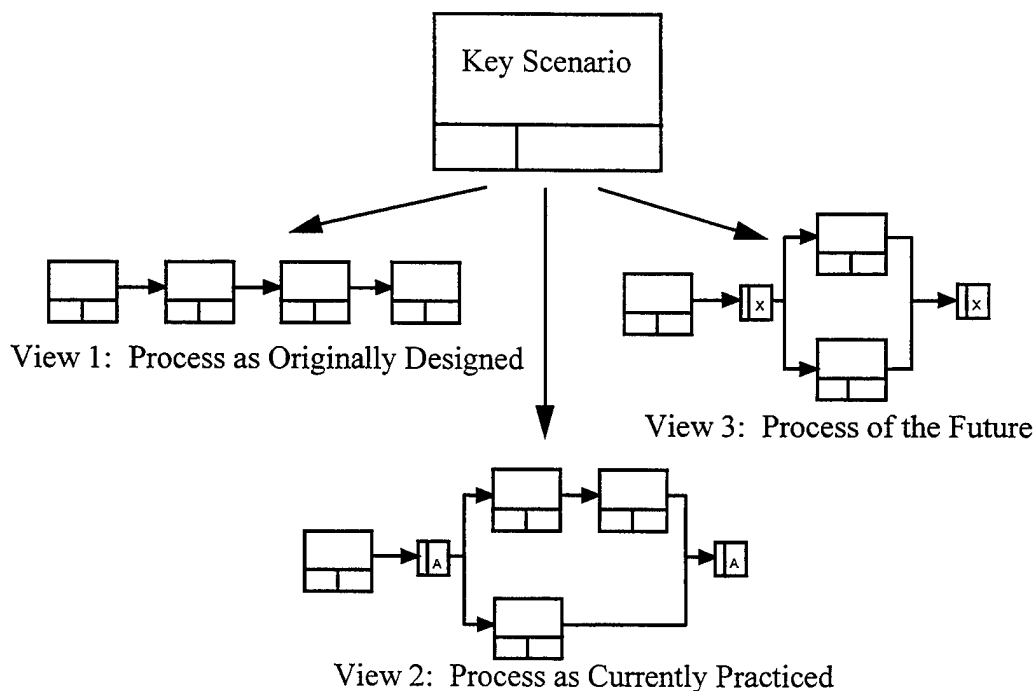 Key Scenario
X
X
View 1: Process as Originally Designed
View 3: Process of the Future
A
A
View 2: Process as Currently Practiced